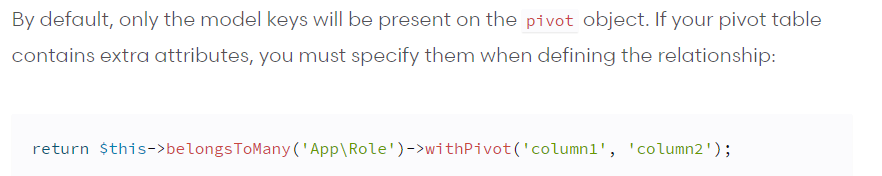 By default, only the model keys will be present on the pivot object. If your pivot table
contains extra attributes, you must specify them when defining the relationship:
return $this->belongsToMany('App\Role')->withPivot('column1', 'column2');